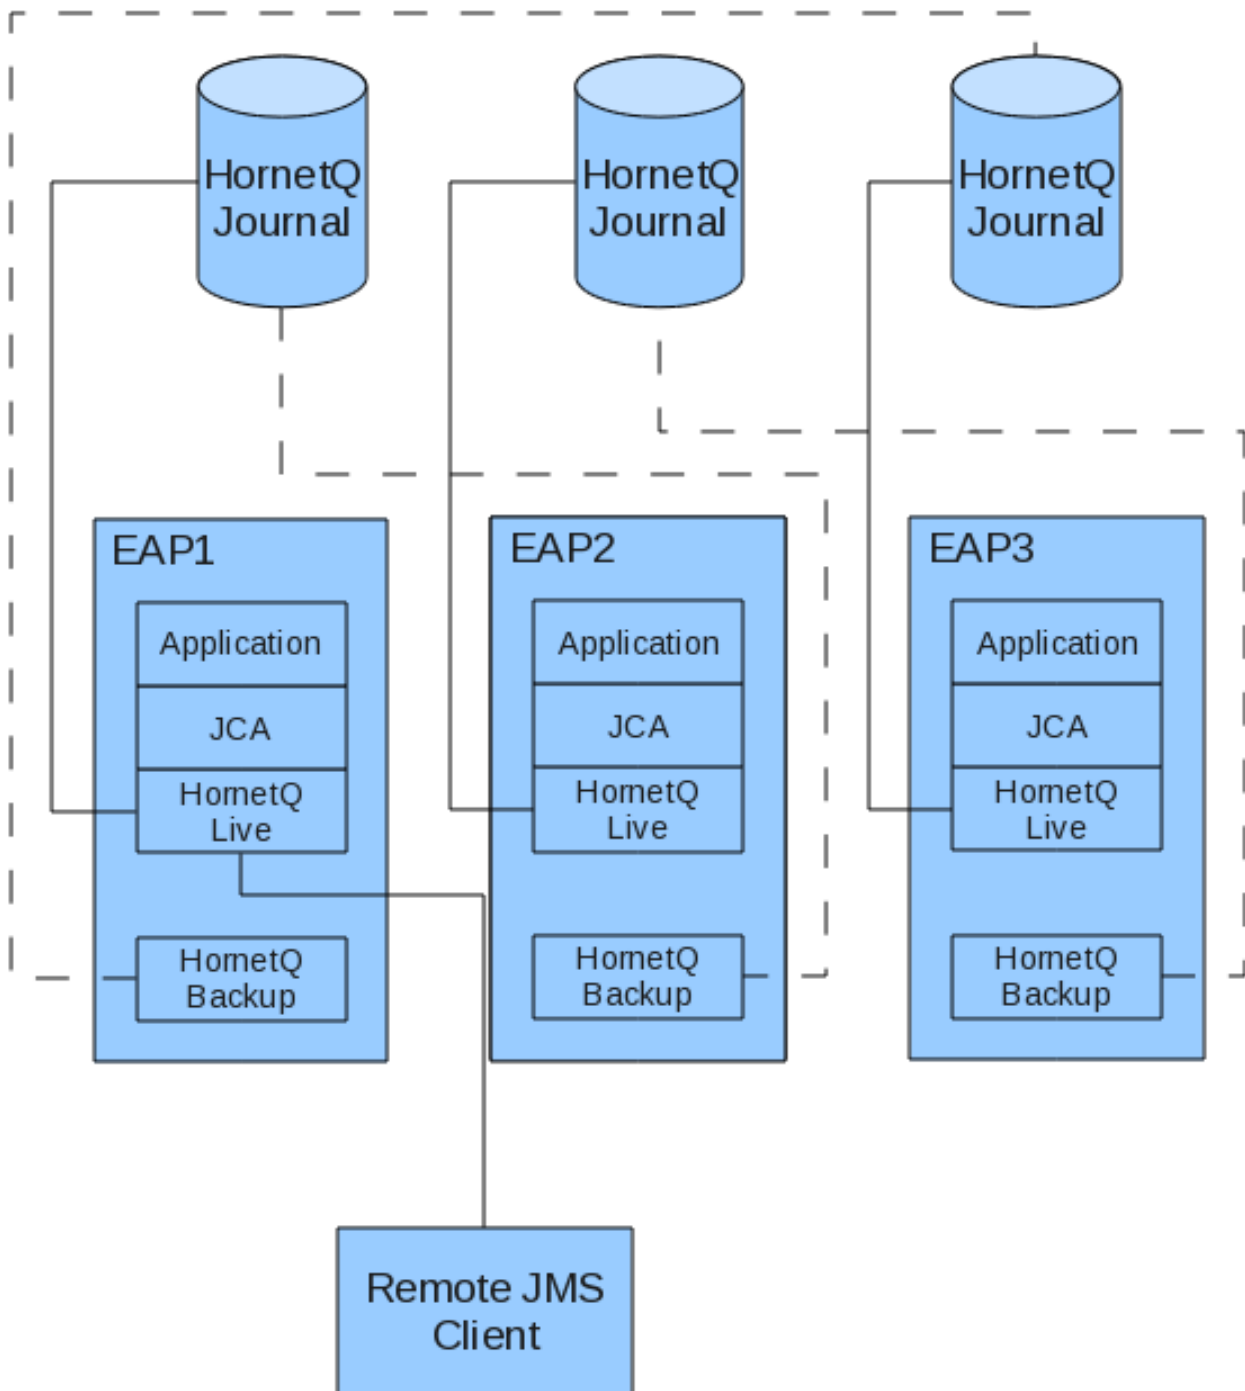 HornetQ
Journal
HornetQ
Journal
HornetQ
Journal
EAP1
Application
JCA
HornetQ
Live
HornetQ
Backup
EAP2
Application
JCA
HornetQ
Live
HornetQ
Backup
EAP3
Application
JCA
HornetQ
Live
HornetQ
Backup
Remote JMS
Client